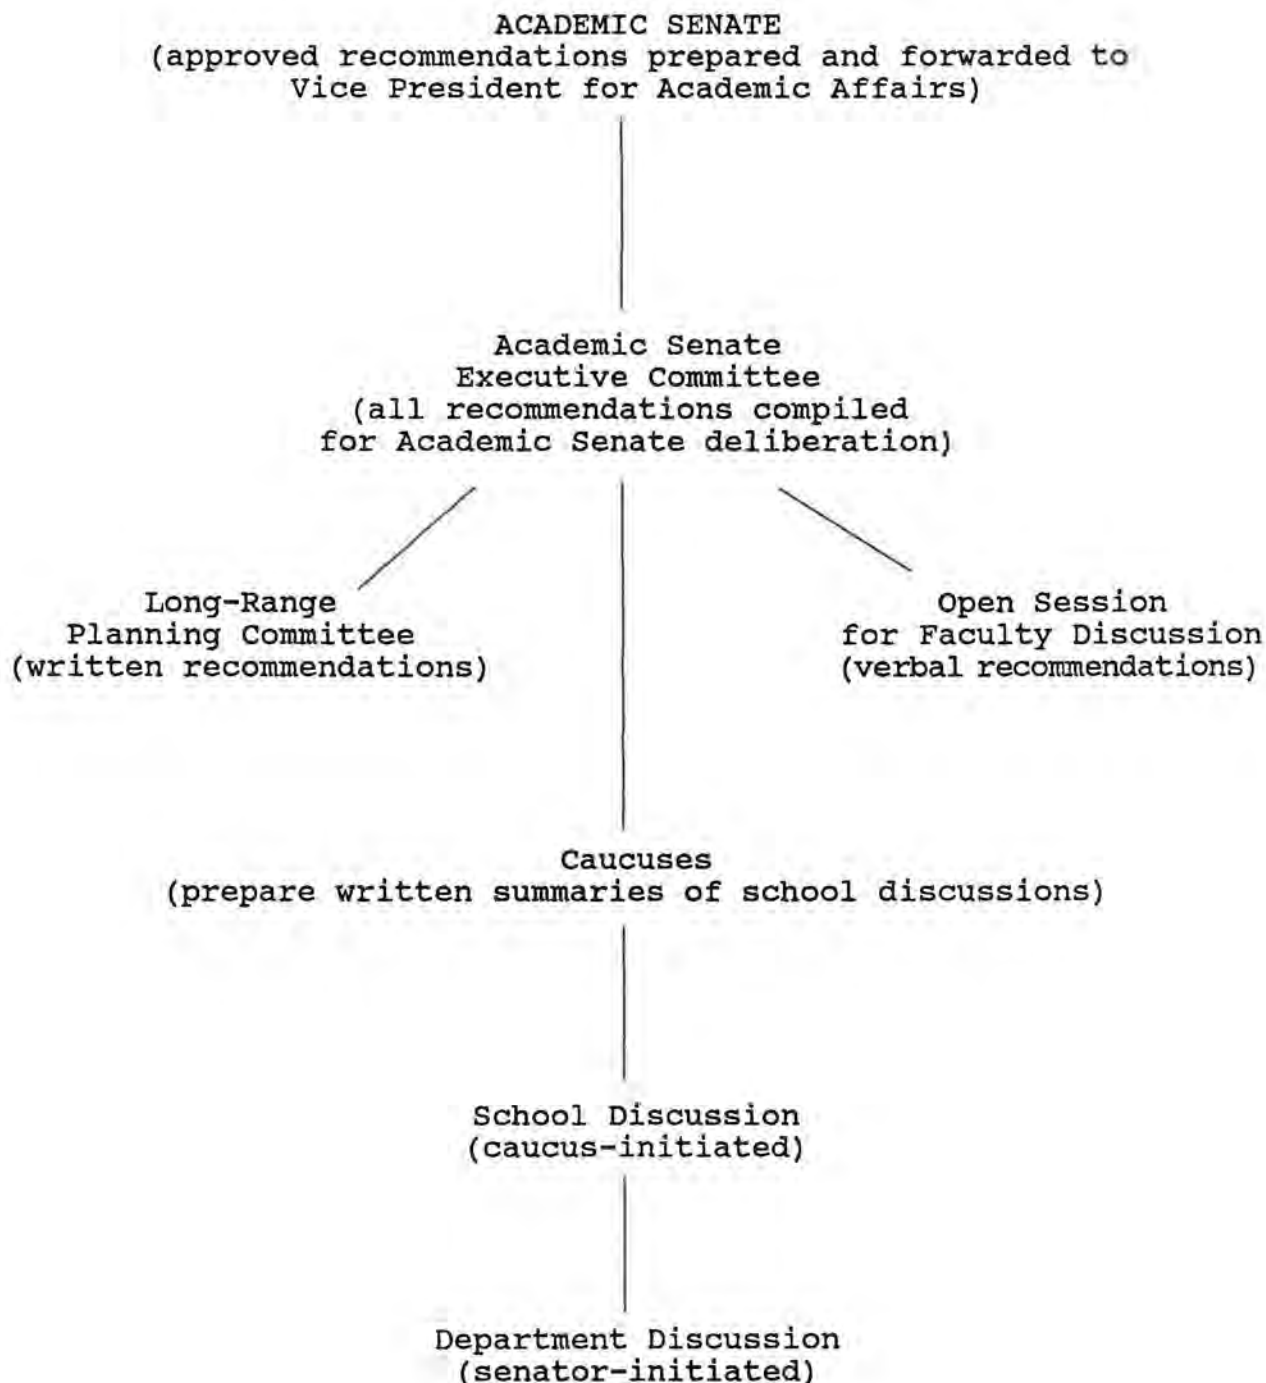 ACADEMIC SENATE
(approved recommendations prepared and forwarded to
Vice President for Academic Affairs)
Academic Senate
Executive Committee
(all recommendations compiled
for Academic Senate deliberation)
Long-Range
Planning Committee
(written recommendations)
Open Session
for Faculty Discussion
(verbal recommendations)
Caucuses
(prepare written summaries of school discussions)
School Discussion
(caucus-initiated)
Department Discussion
(senator-initiated)